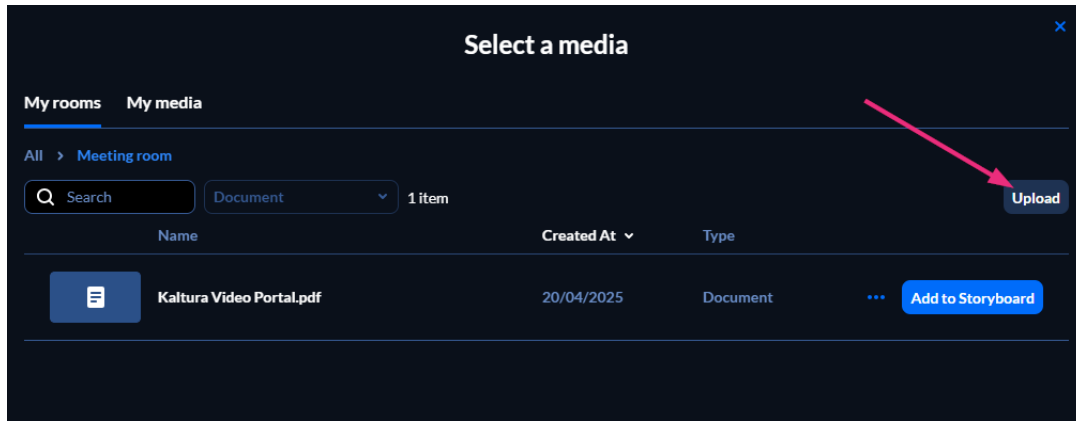 Select a media
My rooms My media
All > Meeting room
Search Document 1 item Upload
Name Created At Type
Kaltura Video Portal.pdf 20/04/2025 Document ••• Add to Storyboard